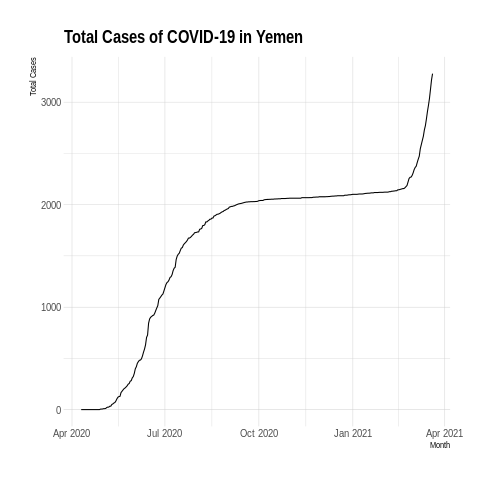 Total Cases of COVID-19 in Yemen
Total Cases
3000
2000
1000
0
Apr 2020 Jul 2020 Oct 2020 Jan 2021 Apr 2021
Month